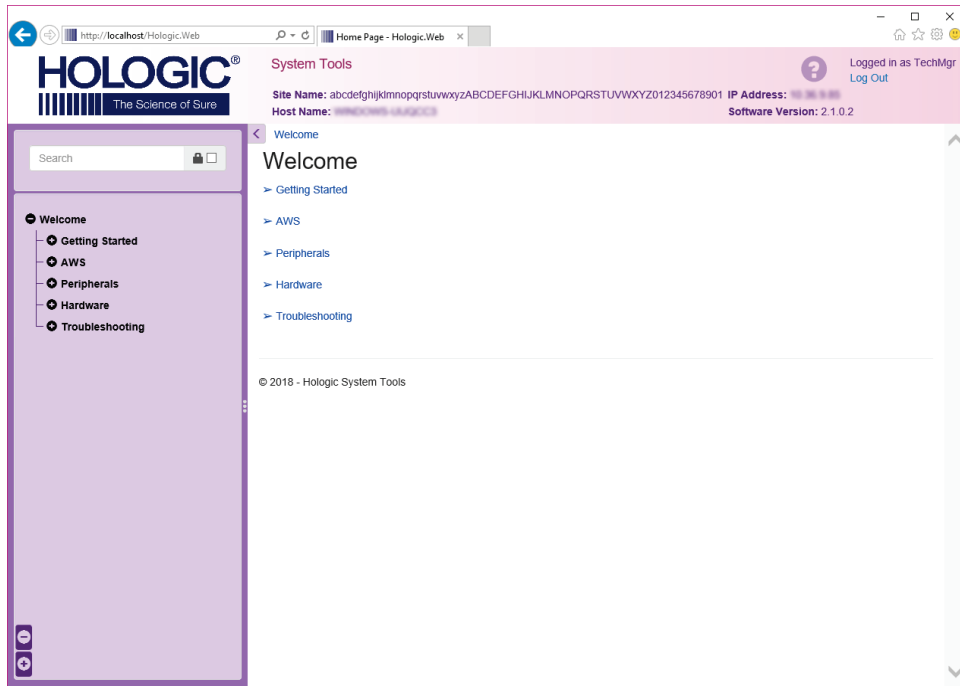 http://localhost/Hologic.Web
Home Page - Hologic.Web
HOLOGIC®
The Science of Sure
System Tools
Logged in as TechMgr
Log Out
Site Name: abcdefghijklmnopqrstuvwxyzABCDEFGHIJKLMNOPQRSTUVWXYZ012345678901 IP Address:
Host Name:
Software Version: 2.1.0.2
Search
Welcome
Getting Started
AWS
Peripherals
Hardware
Troubleshooting
Welcome
Welcome
➢ Getting Started
➢ AWS
➢ Peripherals
➢ Hardware
➢ Troubleshooting
© 2018 - Hologic System Tools